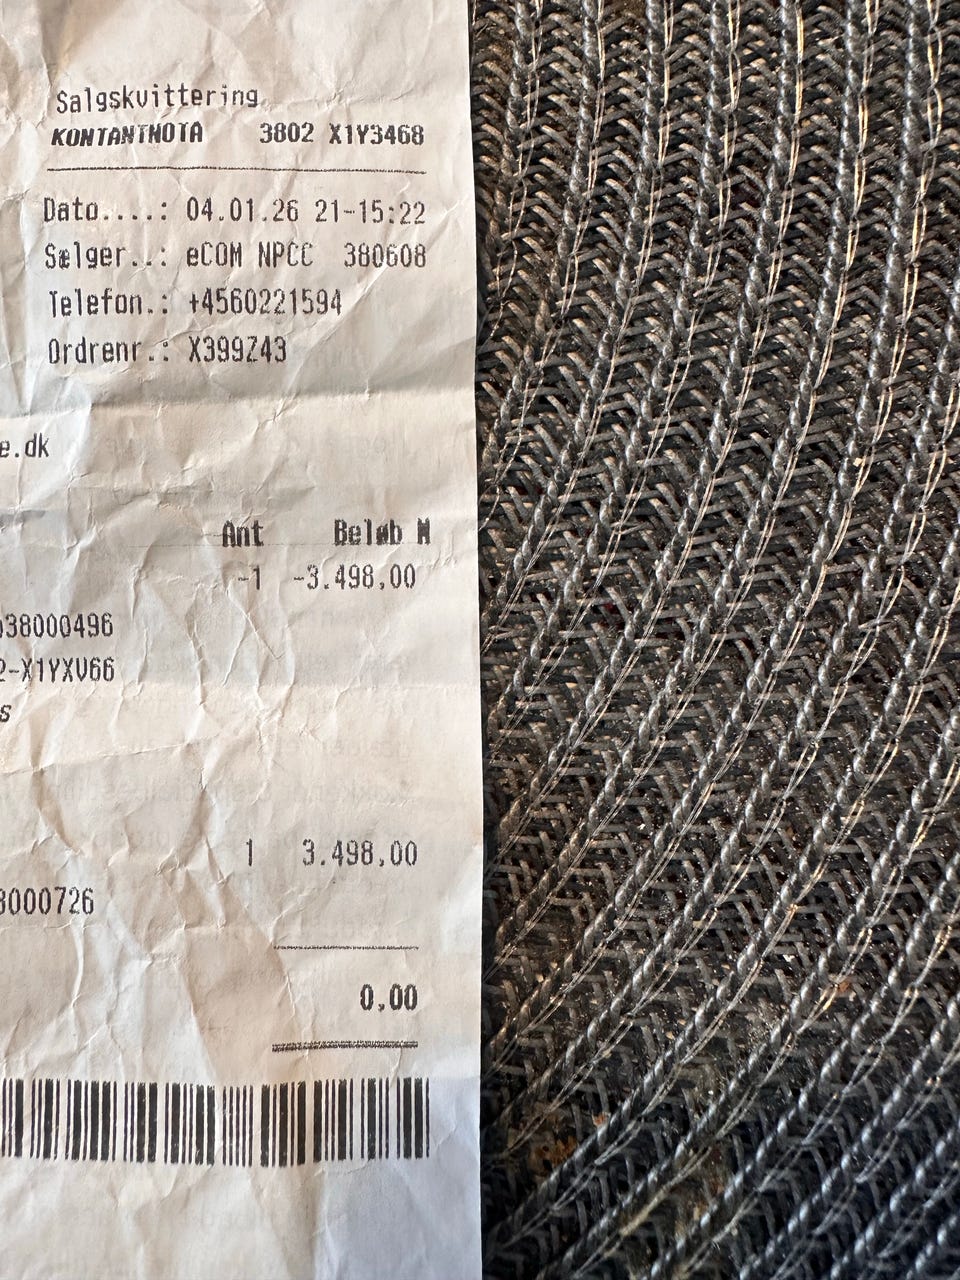 Salgskvittering
KONTANTNOTA 3802 X1Y3468
Dato....: 04.01.26 21-15:22
Sælger..: eCOM NPCC 380608
Telefon.: +4560221594
Ordrenr.: X399Z43
e.dk
Ant Beløb M
-1 -3.498,00
38000496
2-X1YXV66
s
1 3.498,00
8000726
0,00